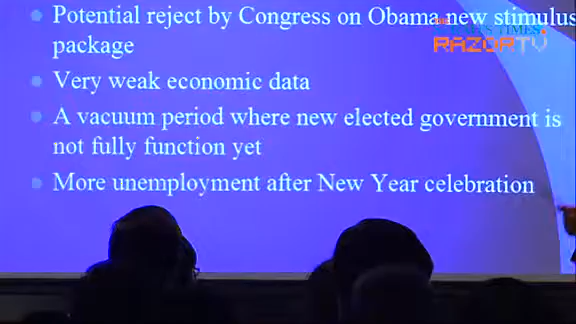 Potential reject by Congress on Obama new stimulus
package
Very weak economic data
A vacuum period where new elected government is
not fully function yet
More unemployment after New Year celebration
TIMES
RAZORTV